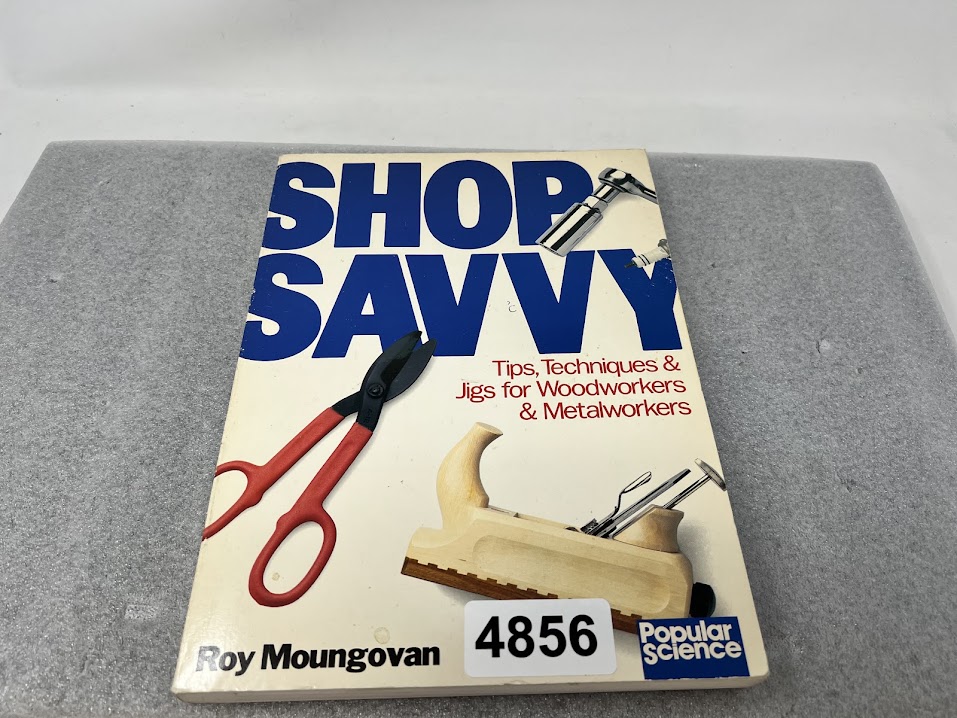 SHOP
SAVVY
Tips, Techniques &
Jigs for Woodworkers
& Metalworkers
Roy Moungovan
4856
Popular
Science